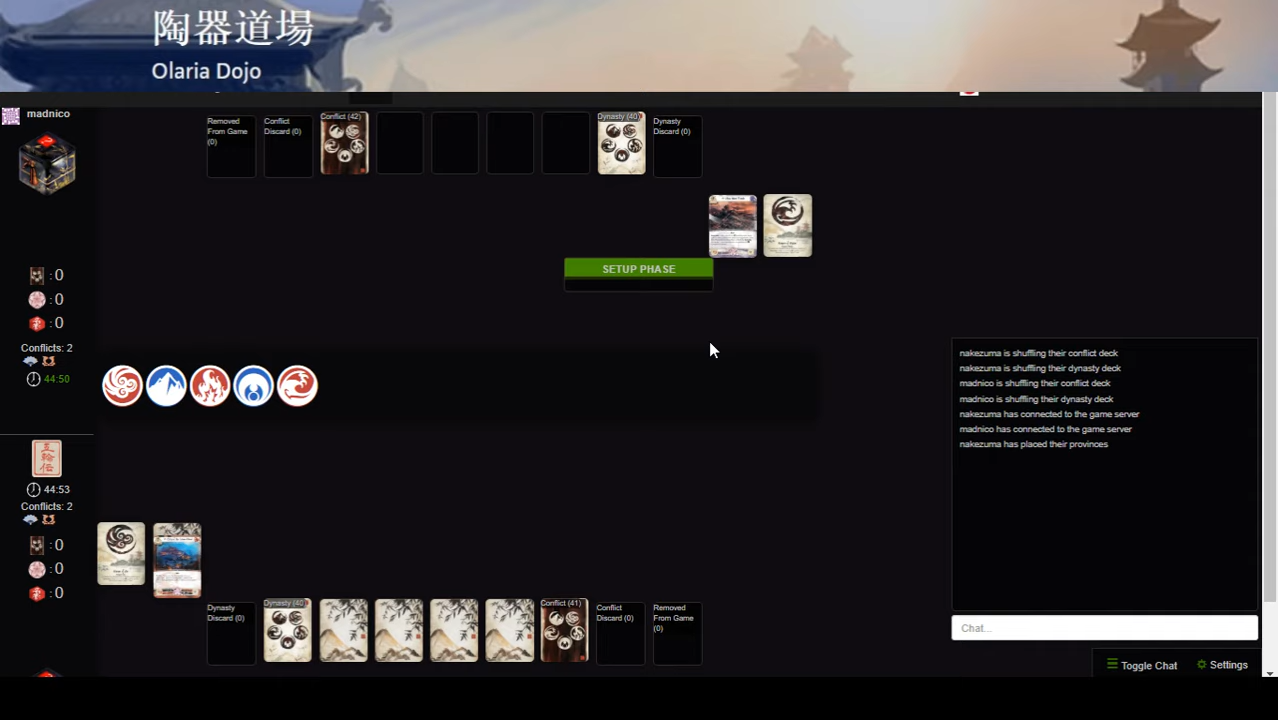 陶器道場
Olaria Dojo
madnico
Removed
From Game
(0)
Conflict
Discard (0)
Conflict (42)
Dynasty (40)
Dynasty
Discard (0)
SETUP PHASE
: 0
: 0
: 0
Conflicts: 2
44:50
nakezuma is shuffling their conflict deck
nakezuma is shuffling their dynasty deck
madnico is shuffling their conflict deck
madnico is shuffling their dynasty deck
nakezuma has connected to the game server
madnico has connected to the game server
nakezuma has placed their provinces
44:53
Conflicts: 2
: 0
: 0
: 0
Dynasty
Discard (0)
Dynasty (40)
Conflict (41)
Conflict
Discard (0)
Removed
From Game
(0)
Chat...
Toggle Chat
Settings